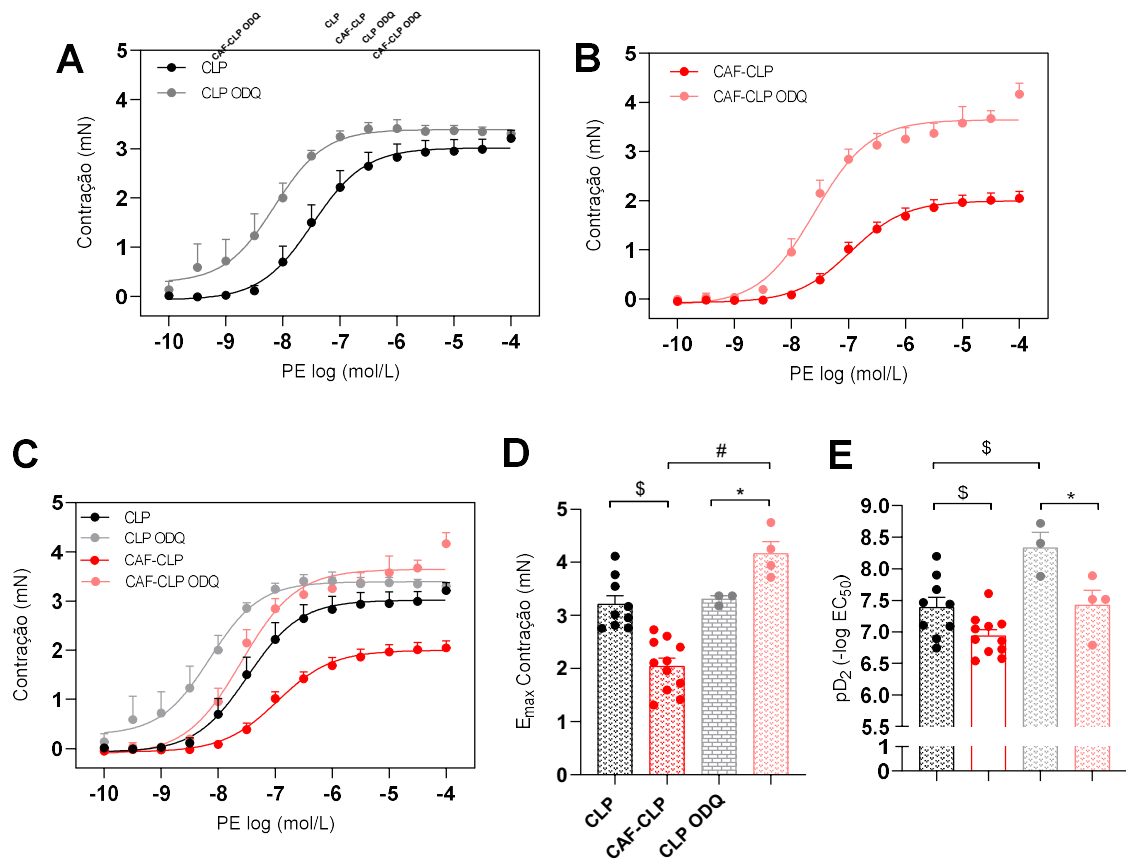 CAF-CLP ODQ
CLP
CAF-CLP
CLP ODQ
CAF-CLP ODQ
A
5
4
3
2
1
0
Contração (mN)
CLP
CLP ODQ
-10 -9 -8 -7 -6 -5 -4
PE log (mol/L)
B
5
4
3
2
1
0
Contração (mN)
CAF-CLP
CAF-CLP ODQ
-10 -9 -8 -7 -6 -5 -4
PE log (mol/L)
C
5
4
3
2
1
0
Contração (mN)
CLP
CLP ODQ
CAF-CLP
CAF-CLP ODQ
-10 -9 -8 -7 -6 -5 -4
PE log (mol/L)
D
#
$ *
5
4
3
2
1
0
Emax Contração (mN)
CLP
CAF-CLP
CLP ODQ
E
$
$ *
9.0
8.5
8.0
7.5
7.0
6.5
6.0
5.5
1
0
pD2 (-log EC50)